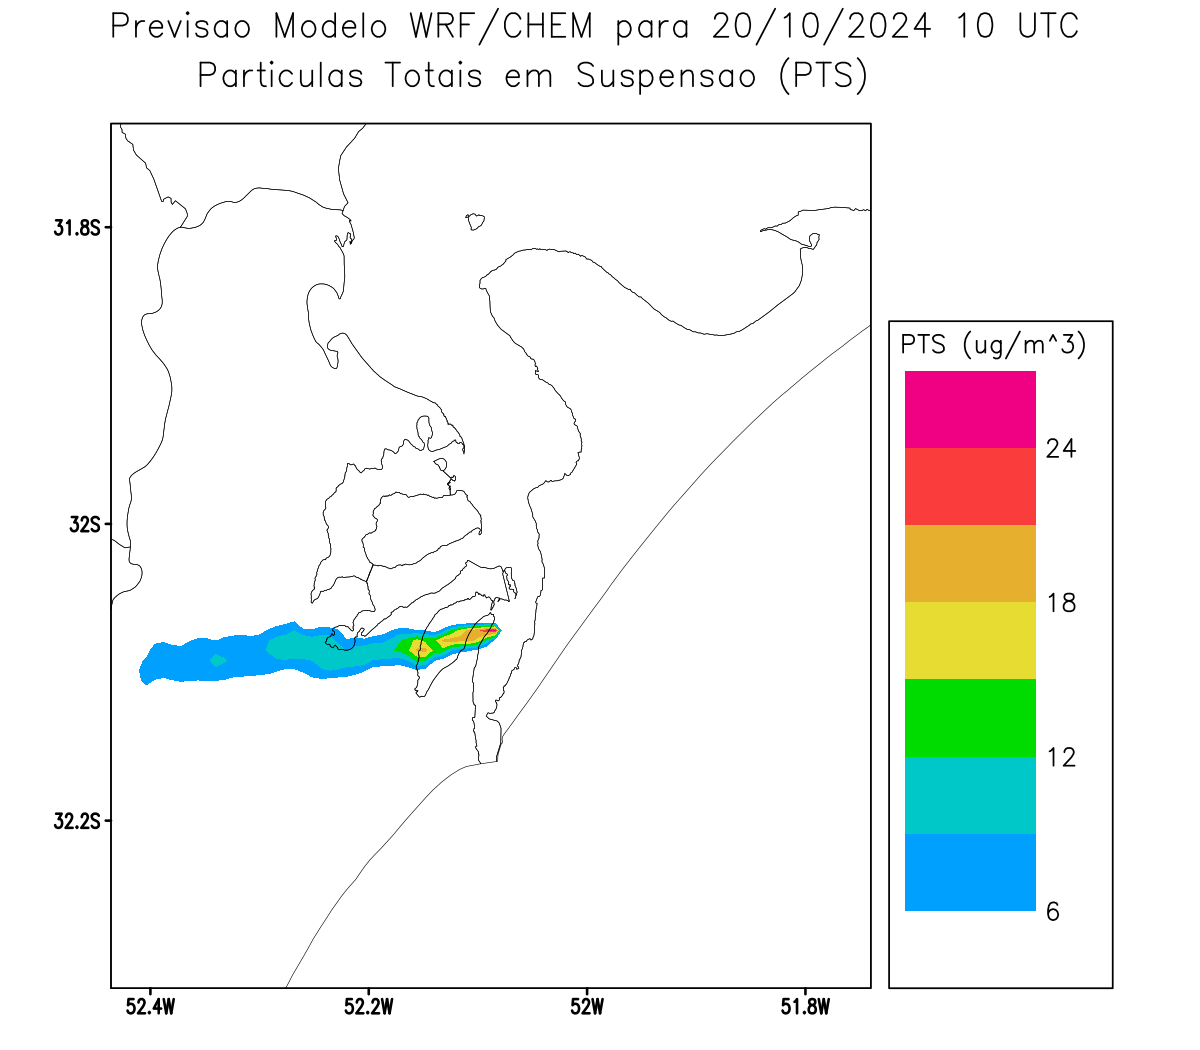 Previsao Modelo WRF/CHEM para 20/10/2024 10 UTC
Particulas Totais em Suspensao (PTS)
31.8S
32S
32.2S
52.4W
52.2W
52W
51.8W
PTS (ug/m^3)
24
18
12
6